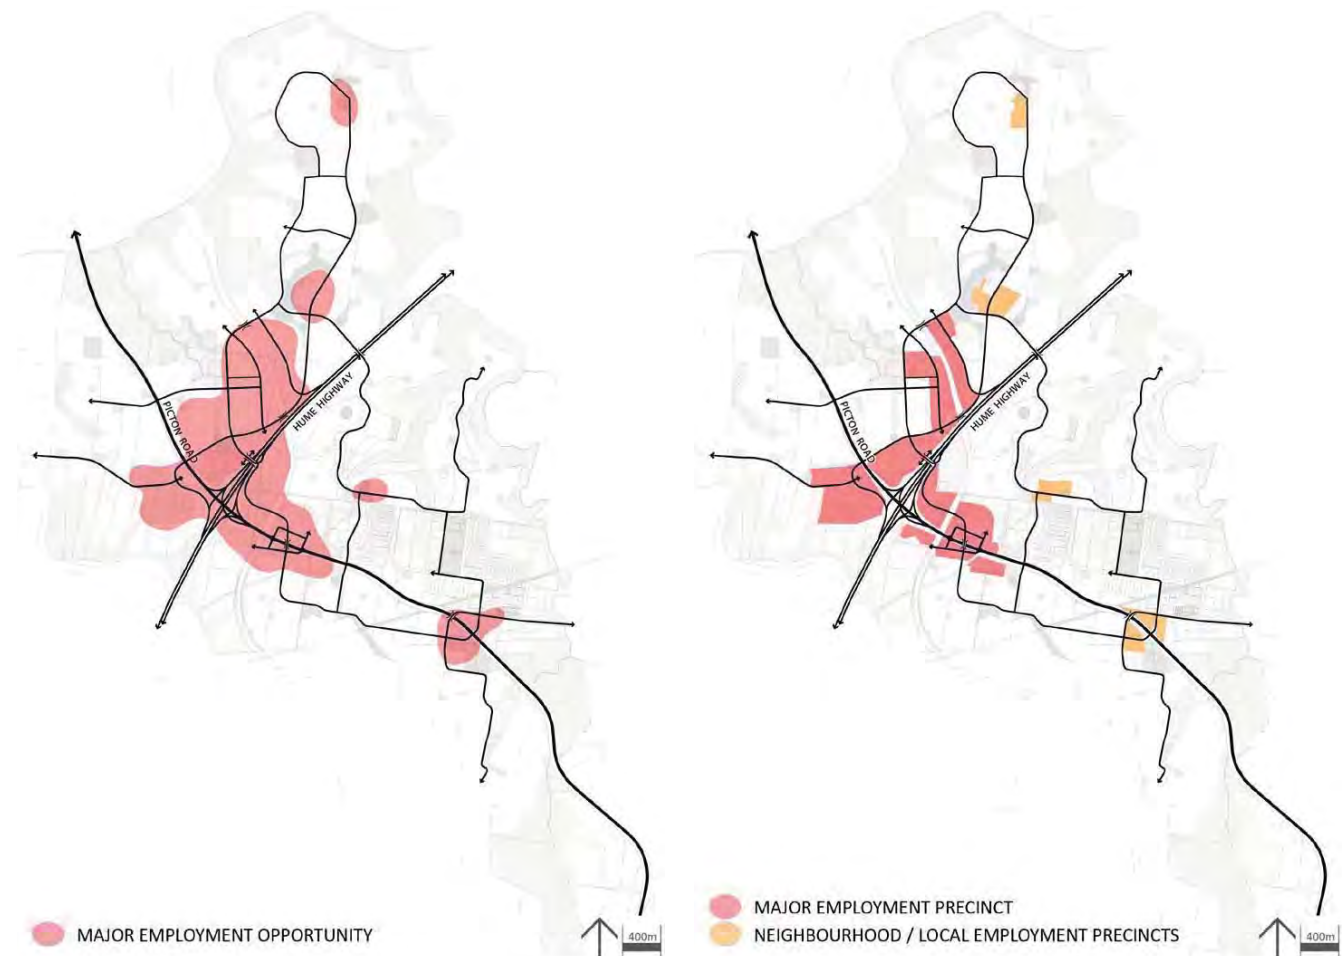 PICTON ROAD
HUME HIGHWAY
MAJOR EMPLOYMENT OPPORTUNITY
400m
PICTON ROAD
HUME HIGHWAY
MAJOR EMPLOYMENT PRECINCT
NEIGHBOURHOOD / LOCAL EMPLOYMENT PRECINCTS
400m